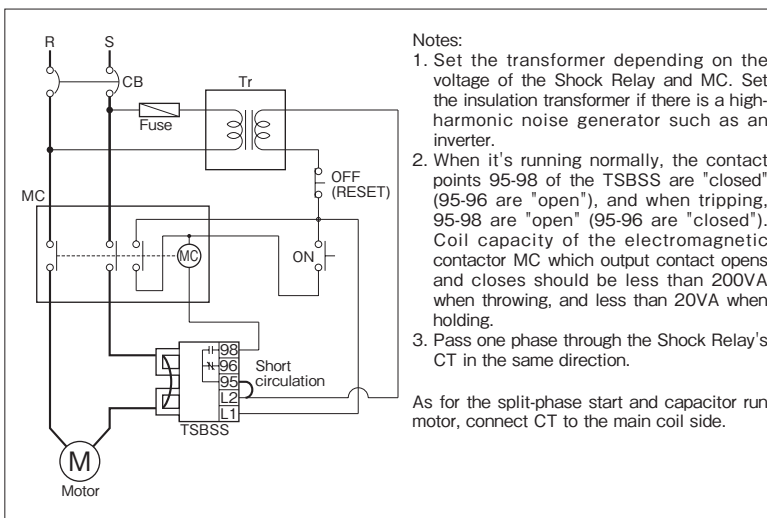 R
S
CB
Tr
Fuse
OFF
(RESET)
MC
MC
ON
98
96
95
L2
L1
Short
circulation
TSBSS
M
Motor
Notes:
1. Set the transformer depending on the
voltage of the Shock Relay and MC. Set
the insulation transformer if there is a high-
harmonic noise generator such as an
inverter.
2. When it's running normally, the contact
points 95-98 of the TSBSS are "closed"
(95-96 are "open"), and when tripping,
95-98 are "open" (95-96 are "closed").
Coil capacity of the electromagnetic
contactor MC which output contact opens
and closes should be less than 200VA
when throwing, and less than 20VA when
holding.
3. Pass one phase through the Shock Relay's
CT in the same direction.
As for the split-phase start and capacitor run
motor, connect CT to the main coil side.